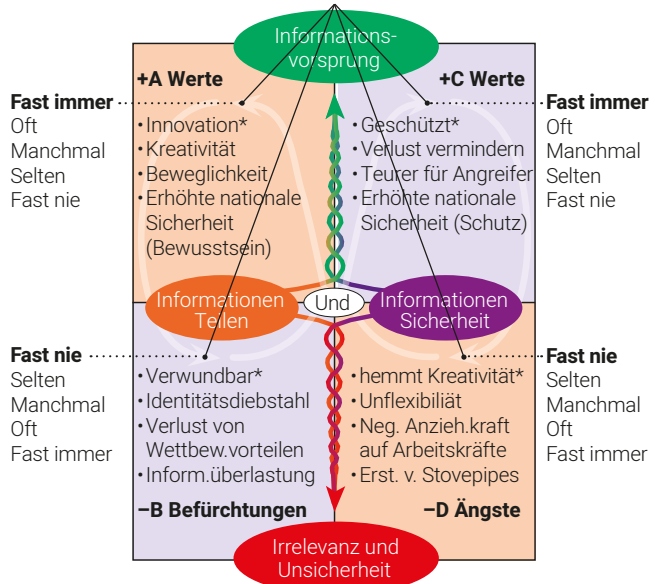 Informations-
vorsprung
+A Werte
+C Werte
Fast immer
Oft
Manchmal
Selten
Fast nie
• Innovation*
• Kreativität
• Beweglichkeit
• Erhöhte nationale
Sicherheit
(Bewusstsein)
• Geschützt*
• Verlust vermindern
• Teurer für Angreifer
• Erhöhte nationale
Sicherheit (Schutz)
Fast immer
Oft
Manchmal
Selten
Fast nie
Informationen
Teilen
Und
Informationen
Sicherheit
Fast nie
Selten
Manchmal
Oft
Fast immer
• Verwundbar*
• Identitätsdiebstahl
• Verlust von
Wettbew.vorteilen
• Inform.überlastung
• hemmt Kreativität*
• Unflexibiliät
• Neg. Anzieh.kraft
auf Arbeitskräfte
• Erst. v. Stovepipes
Fast nie
Selten
Manchmal
Oft
Fast immer
–B Befürchtungen
–D Ängste
Irrelevanz und
Unsicherheit